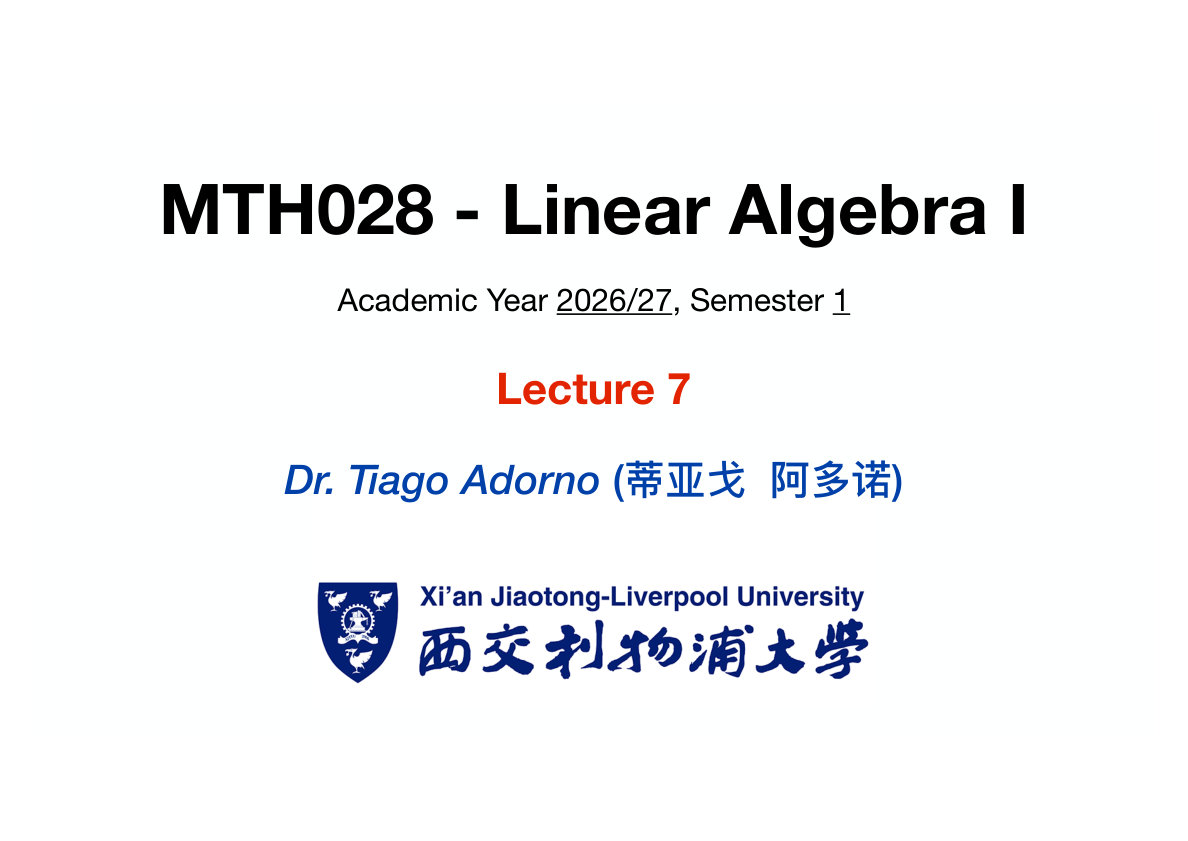 MTH028 - Linear Algebra I
Academic Year 2026/27, Semester 1
Lecture 7
Dr. Tiago Adorno (蒂亚戈 阿多诺)
Xi'an Jiaotong-Liverpool University
西交利物浦大學